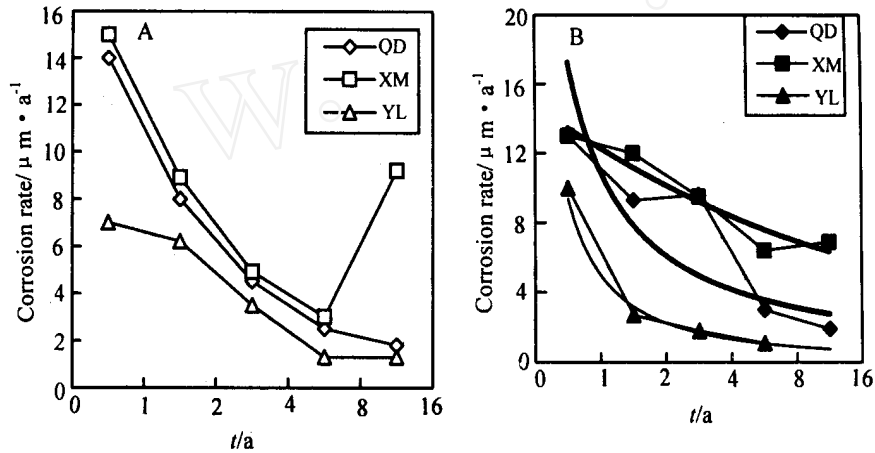 A
QD
XM
YL
Corrosion rate/ μ m · a⁻¹
16
14
12
10
8
6
4
2
0
0 1 2 4 8 16
t/a
B
QD
XM
YL
Corrosion rate/ μ m · a⁻¹
20
16
12
8
4
0
0 1 2 4 8 16
t/a